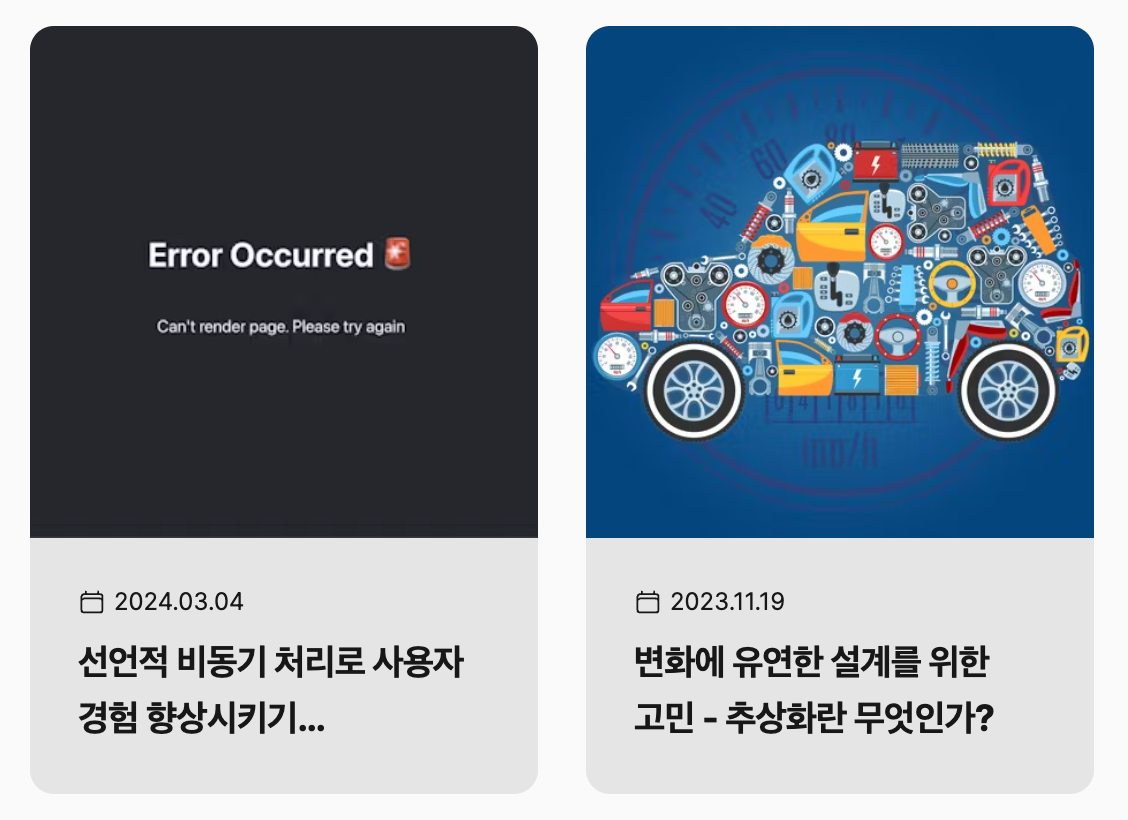 Error Occurred 🚨
Can't render page. Please try again
2024.03.04
선언적 비동기 처리로 사용자
경험 향상시키기...
80
60
40
mp/h
2023.11.19
변화에 유연한 설계를 위한
고민 - 추상화란 무엇인가?